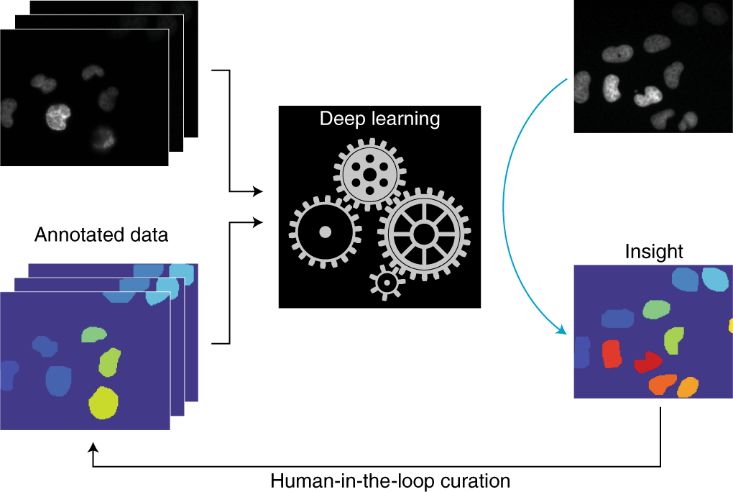 Deep learning
Annotated data
Insight
Human-in-the-loop curation